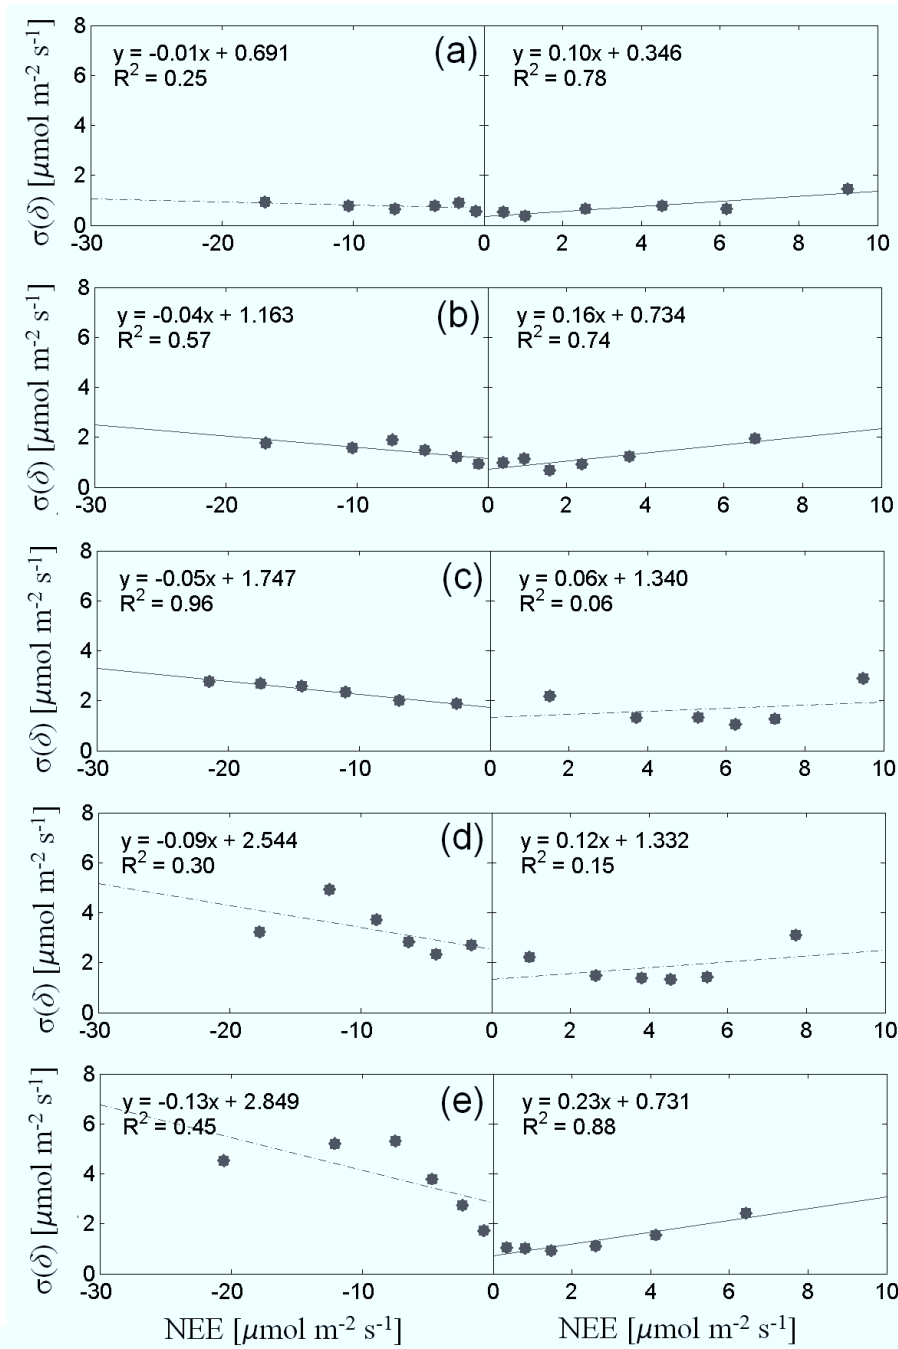 8
y = -0.01x + 0.691
(a)
y = 0.10x + 0.346
6
R² = 0.25
R² = 0.78
4
2
0
σ(δ) [μmol m⁻² s⁻¹]
-30 -20 -10 0 2 4 6 8 10
8
y = -0.04x + 1.163
(b)
y = 0.16x + 0.734
6
R² = 0.57
R² = 0.74
4
2
0
σ(δ) [μmol m⁻² s⁻¹]
-30 -20 -10 0 2 4 6 8 10
8
y = -0.05x + 1.747
(c)
y = 0.06x + 1.340
6
R² = 0.96
R² = 0.06
4
2
0
σ(δ) [μmol m⁻² s⁻¹]
-30 -20 -10 0 2 4 6 8 10
8
y = -0.09x + 2.544
(d)
y = 0.12x + 1.332
6
R² = 0.30
R² = 0.15
4
2
0
σ(δ) [μmol m⁻² s⁻¹]
-30 -20 -10 0 2 4 6 8 10
8
y = -0.13x + 2.849
(e)
y = 0.23x + 0.731
6
R² = 0.45
R² = 0.88
4
2
0
σ(δ) [μmol m⁻² s⁻¹]
-30 -20 -10 0 2 4 6 8 10
NEE [μmol m⁻² s⁻¹]
NEE [μmol m⁻² s⁻¹]